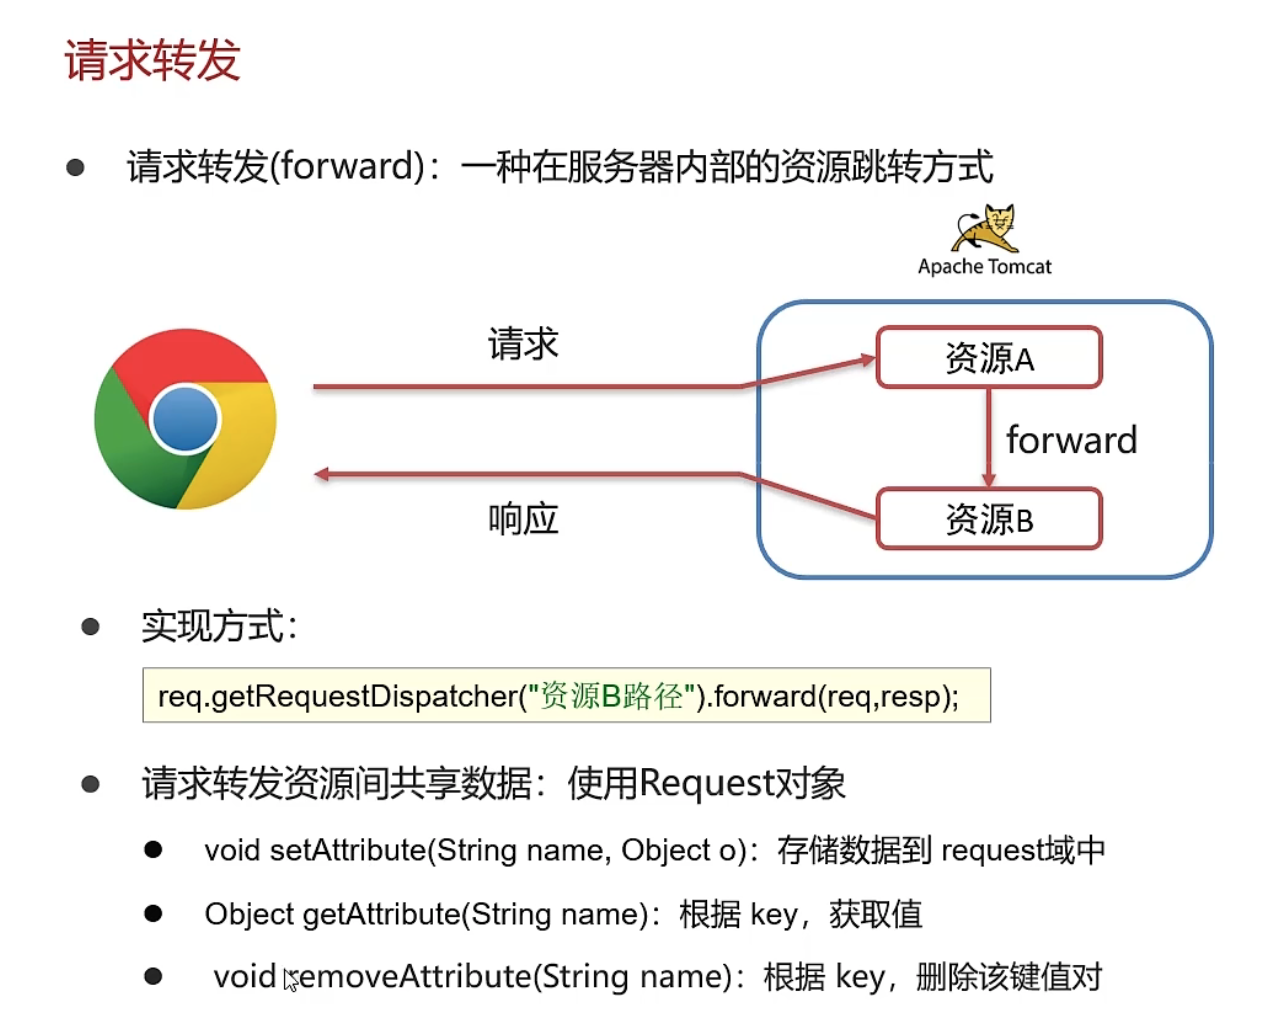 请求转发
请求转发(forward)：一种在服务器内部的资源跳转方式
Apache Tomcat
请求
资源A
forward
响应
资源B
实现方式：
req.getRequestDispatcher("资源B路径").forward(req,resp);
请求转发资源间共享数据：使用Request对象
void setAttribute(String name, Object o)：存储数据到 request域中
Object getAttribute(String name)：根据 key，获取值
void removeAttribute(String name)：根据 key，删除该键值对